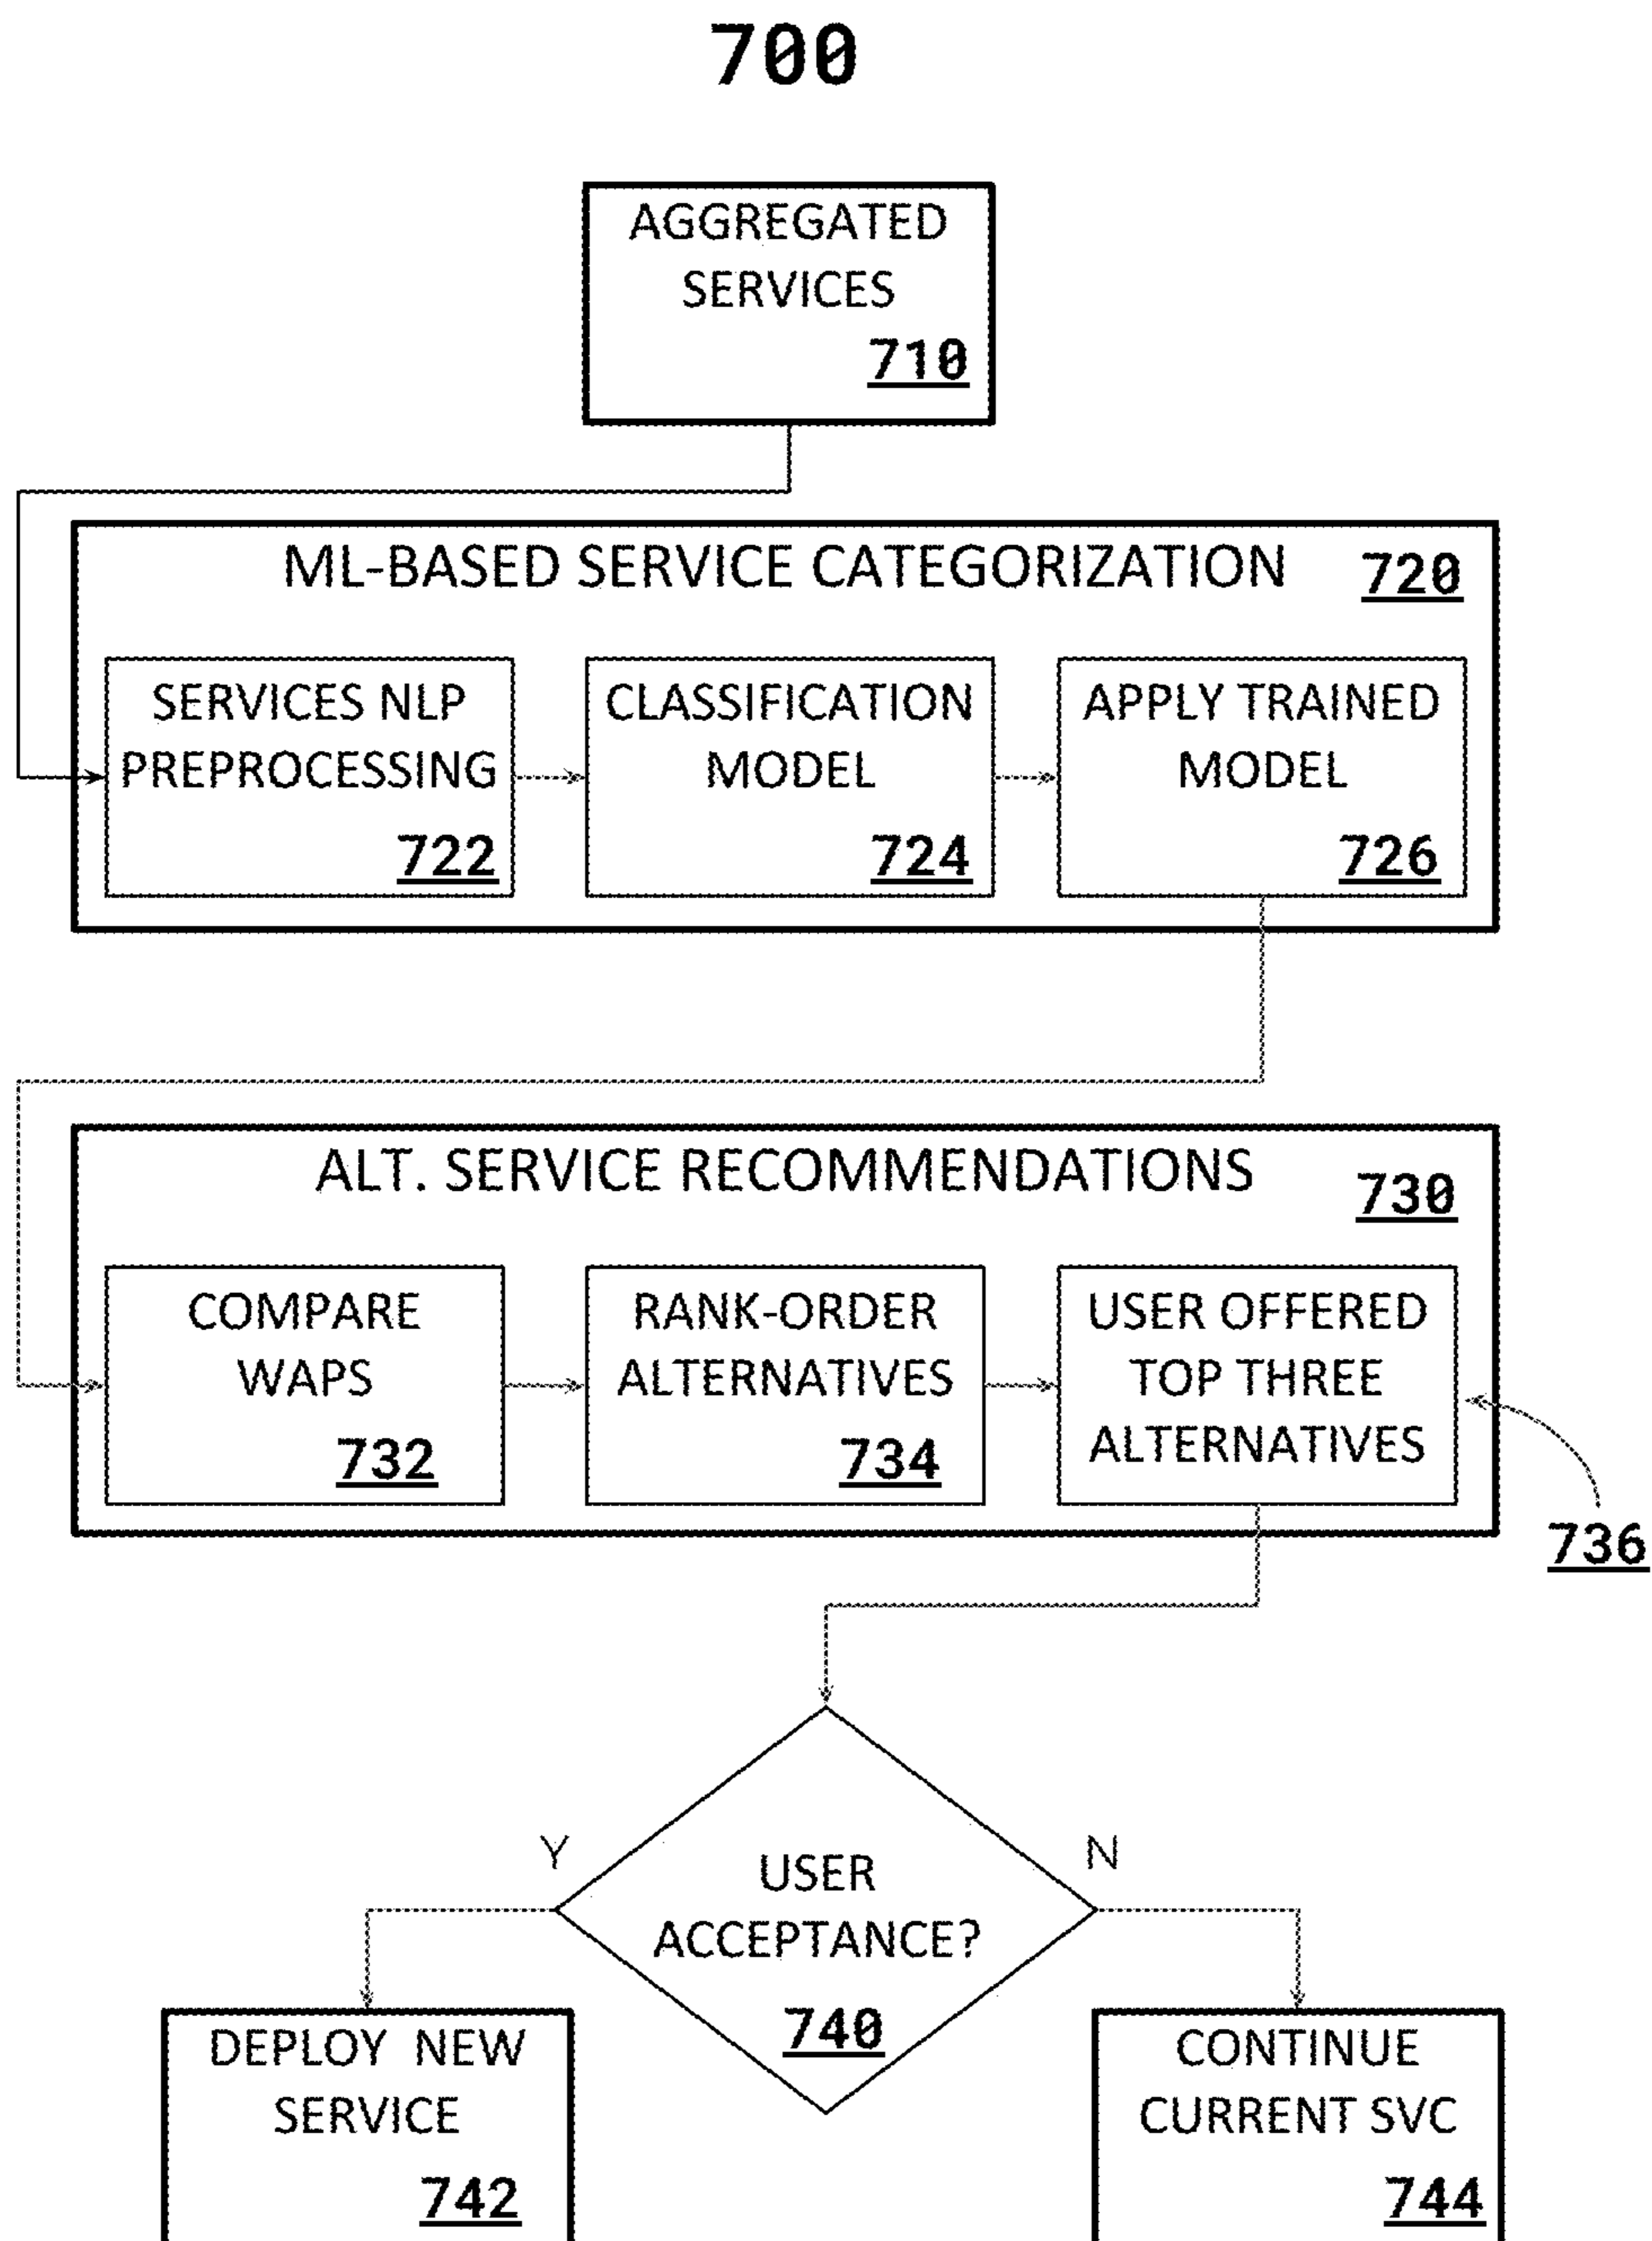 700
AGGREGATED
SERVICES
710
ML-BASED SERVICE CATEGORIZATION 720
SERVICES NLP
PREPROCESSING
722
CLASSIFICATION
MODEL
724
APPLY TRAINED
MODEL
726
ALT. SERVICE RECOMMENDATIONS 730
COMPARE
WAPS
732
RANK-ORDER
ALTERNATIVES
734
USER OFFERED
TOP THREE
ALTERNATIVES
736
Y
N
USER
ACCEPTANCE?
740
DEPLOY NEW
SERVICE
742
CONTINUE
CURRENT SVC
744